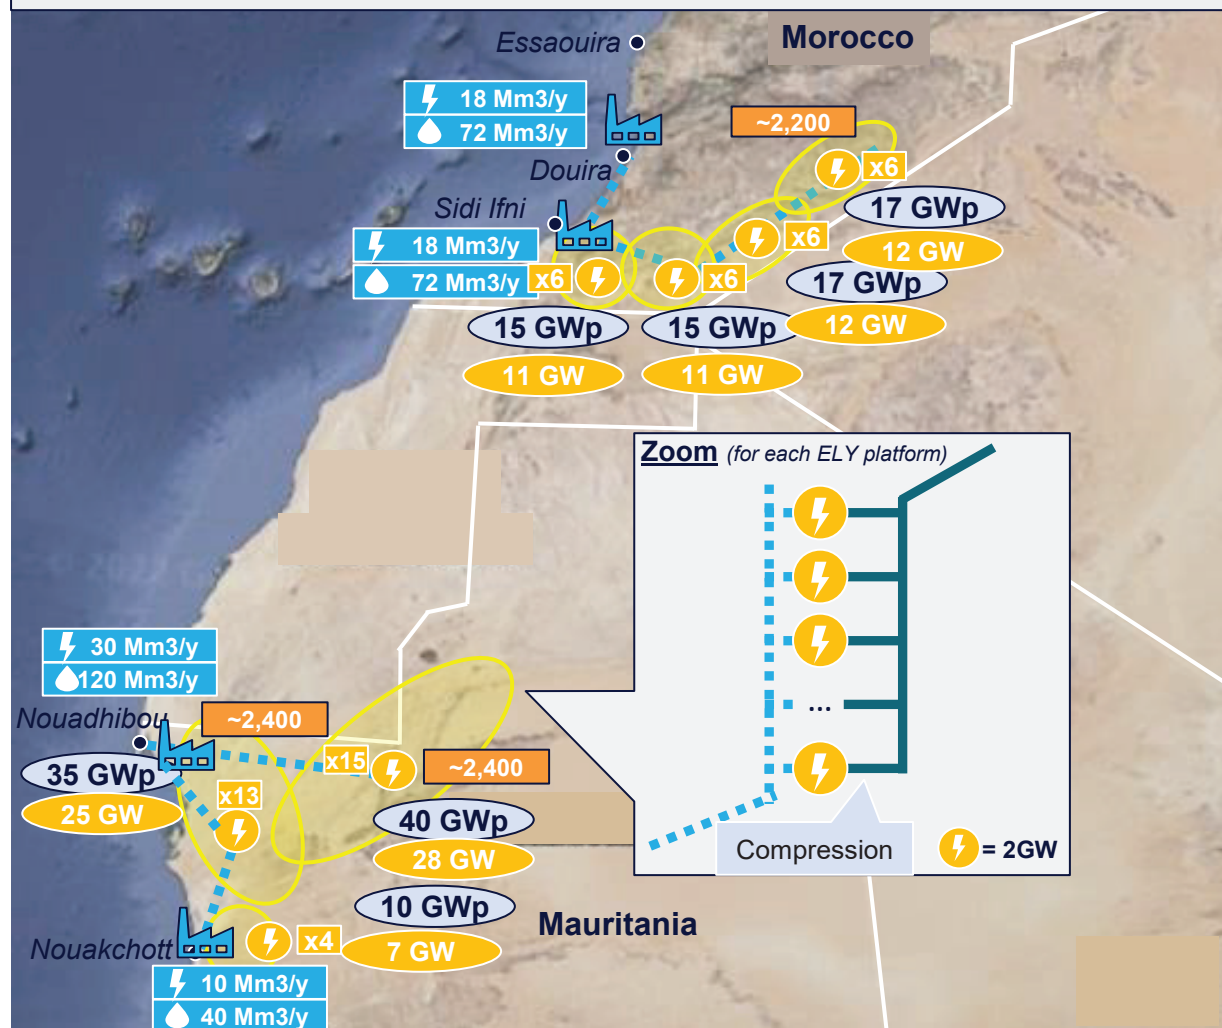 Essaouira
Morocco
18 Mm3/y
72 Mm3/y
~2,200
Douira
x6
17 GWp
12 GW
Sidi Ifni
18 Mm3/y
72 Mm3/y
x6
x6
x6
17 GWp
12 GW
15 GWp
11 GW
15 GWp
11 GW
Zoom (for each ELY platform)
...
Compression
= 2GW
30 Mm3/y
120 Mm3/y
Nouadhibou
~2,400
35 GWp
25 GW
x13
x15
~2,400
40 GWp
28 GW
10 GWp
7 GW
Mauritania
Nouakchott
x4
10 Mm3/y
40 Mm3/y